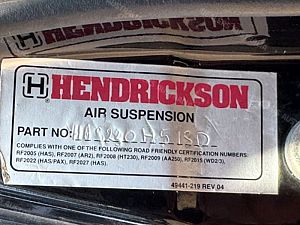 H HENDRICKSON
AIR SUSPENSION
PART NO:
COMPLIES WITH ONE OF THE FOLLOWING ROAD FRIENDLY CERTIFICATION NUMBERS:
RF2005 (HAS), RF2007 (AR2), RF2008 (HT230), RF2009 (AA250), RF2015 (WD2/3),
RF2022 (HAS/PAX), RF2027 (HAS).
49441-219 REV 04